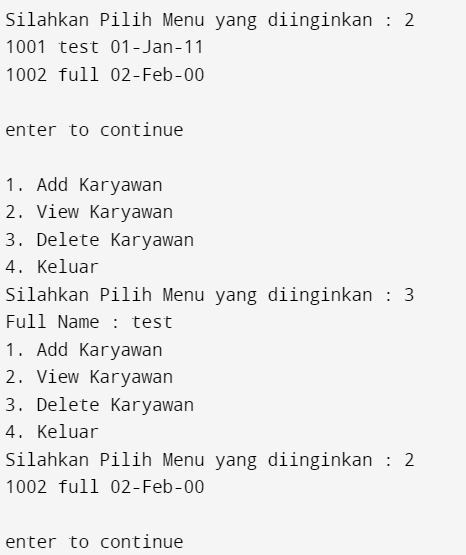 Silahkan Pilih Menu yang diinginkan : 2
1001 test 01-Jan-11
1002 full 02-Feb-00
enter to continue
1. Add Karyawan
2. View Karyawan
3. Delete Karyawan
4. Keluar
Silahkan Pilih Menu yang diinginkan : 3
Full Name : test
1. Add Karyawan
2. View Karyawan
3. Delete Karyawan
4. Keluar
Silahkan Pilih Menu yang diinginkan : 2
1002 full 02-Feb-00
enter to continue